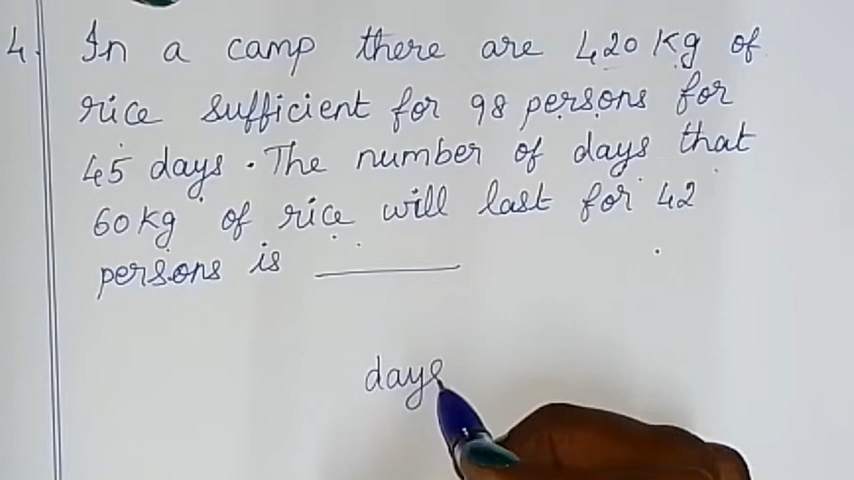 4. In a camp there are 420 Kg of
rice sufficient for 98 persons for
45 days. The number of days that
60 kg of rice will last for 42
persons is
days